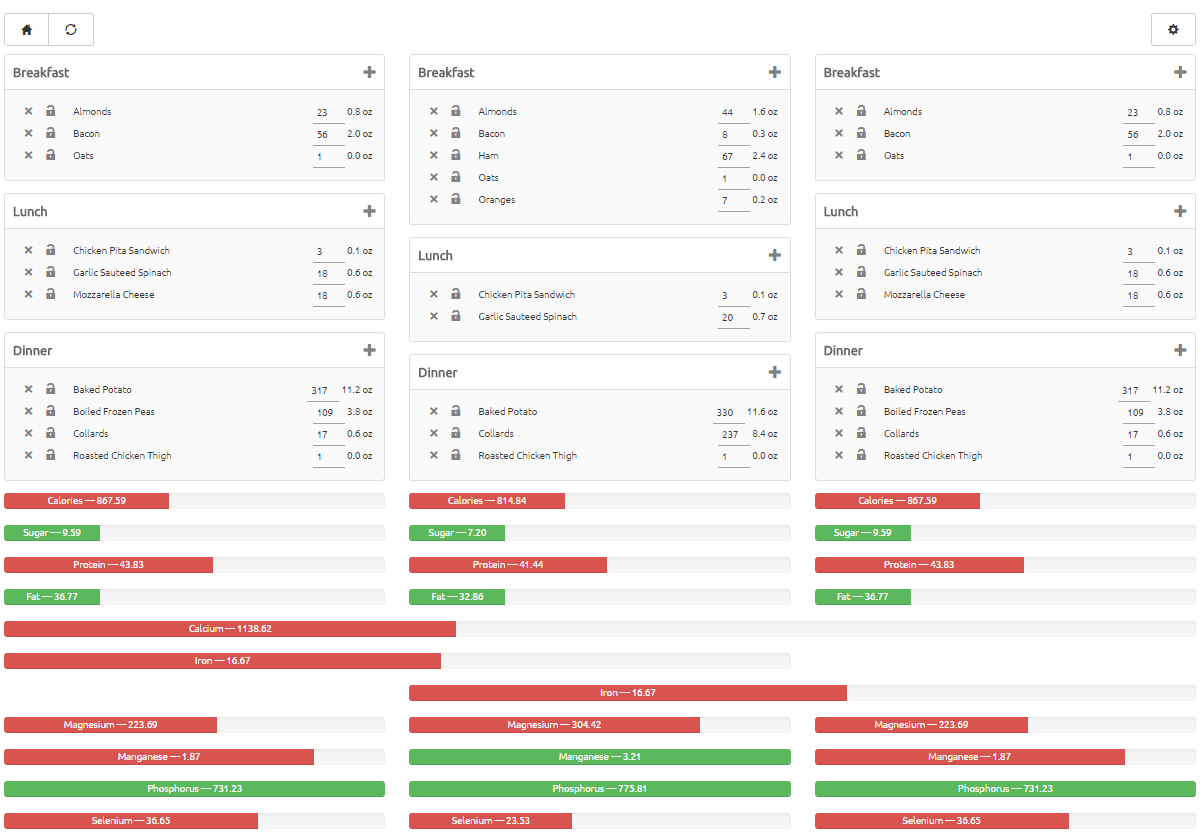 Breakfast
Almonds 23 0.8 oz
Bacon 56 2.0 oz
Oats 1 0.0 oz
Lunch
Chicken Pita Sandwich 3 0.1 oz
Garlic Sauteed Spinach 18 0.6 oz
Mozzarella Cheese 18 0.6 oz
Dinner
Baked Potato 317 11.2 oz
Boiled Frozen Peas 109 3.8 oz
Collards 17 0.6 oz
Roasted Chicken Thigh 1 0.0 oz
Breakfast
Almonds 44 1.6 oz
Bacon 8 0.3 oz
Ham 67 2.4 oz
Oats 1 0.0 oz
Oranges 7 0.2 oz
Lunch
Chicken Pita Sandwich 3 0.1 oz
Garlic Sauteed Spinach 20 0.7 oz
Dinner
Baked Potato 330 11.6 oz
Collards 237 8.4 oz
Roasted Chicken Thigh 1 0.0 oz
Breakfast
Almonds 23 0.8 oz
Bacon 56 2.0 oz
Oats 1 0.0 oz
Lunch
Chicken Pita Sandwich 3 0.1 oz
Garlic Sauteed Spinach 18 0.6 oz
Mozzarella Cheese 18 0.6 oz
Dinner
Baked Potato 317 11.2 oz
Boiled Frozen Peas 109 3.8 oz
Collards 17 0.6 oz
Roasted Chicken Thigh 1 0.0 oz
Calories — 867.59 Calories — 814.84 Calories — 867.59
Sugar — 9.59 Sugar — 7.20 Sugar — 9.59
Protein — 43.83 Protein — 41.44 Protein — 43.83
Fat — 36.77 Fat — 32.86 Fat — 36.77
Calcium — 1138.62
Iron — 16.67
Iron — 16.67
Magnesium — 223.69 Magnesium — 304.42 Magnesium — 223.69
Manganese — 1.87 Manganese — 3.21 Manganese — 1.87
Phosphorus — 731.23 Phosphorus — 775.81 Phosphorus — 731.23
Selenium — 36.65 Selenium — 23.53 Selenium — 36.65